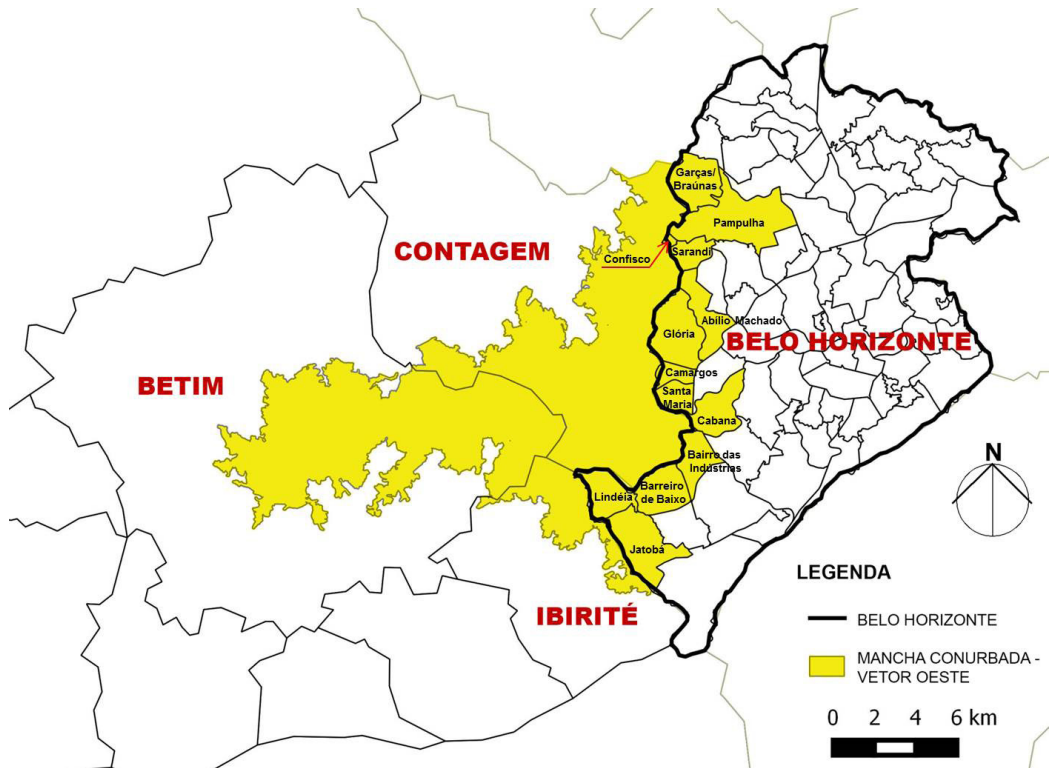 Garças/
Braúnas
Pampulha
CONTAGEM
Confisco
Sarandi
Abílio Machado
Glória
BELO HORIZONTE
BETIM
Camargos
Santa
Maria
Cabana
Bairro das
Indústrias
Barreiro
de Baixo
Lindéia
Jatobá
IBIRITÉ
N
LEGENDA
BELO HORIZONTE
MANCHA CONURBADA -
VETOR OESTE
0 2 4 6 km